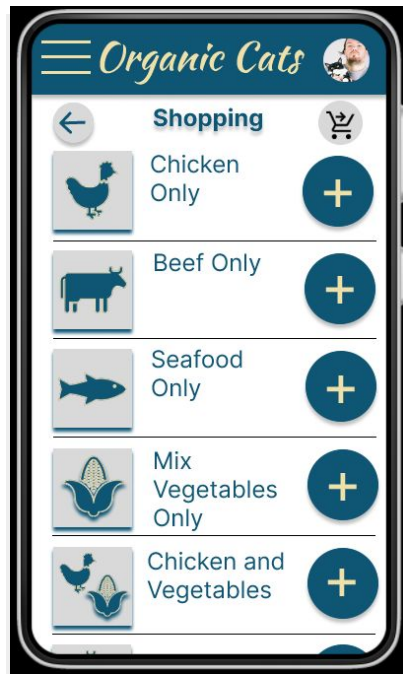 Organic Cats
Shopping
Chicken
Only
Beef Only
Seafood
Only
Mix
Vegetables
Only
Chicken and
Vegetables